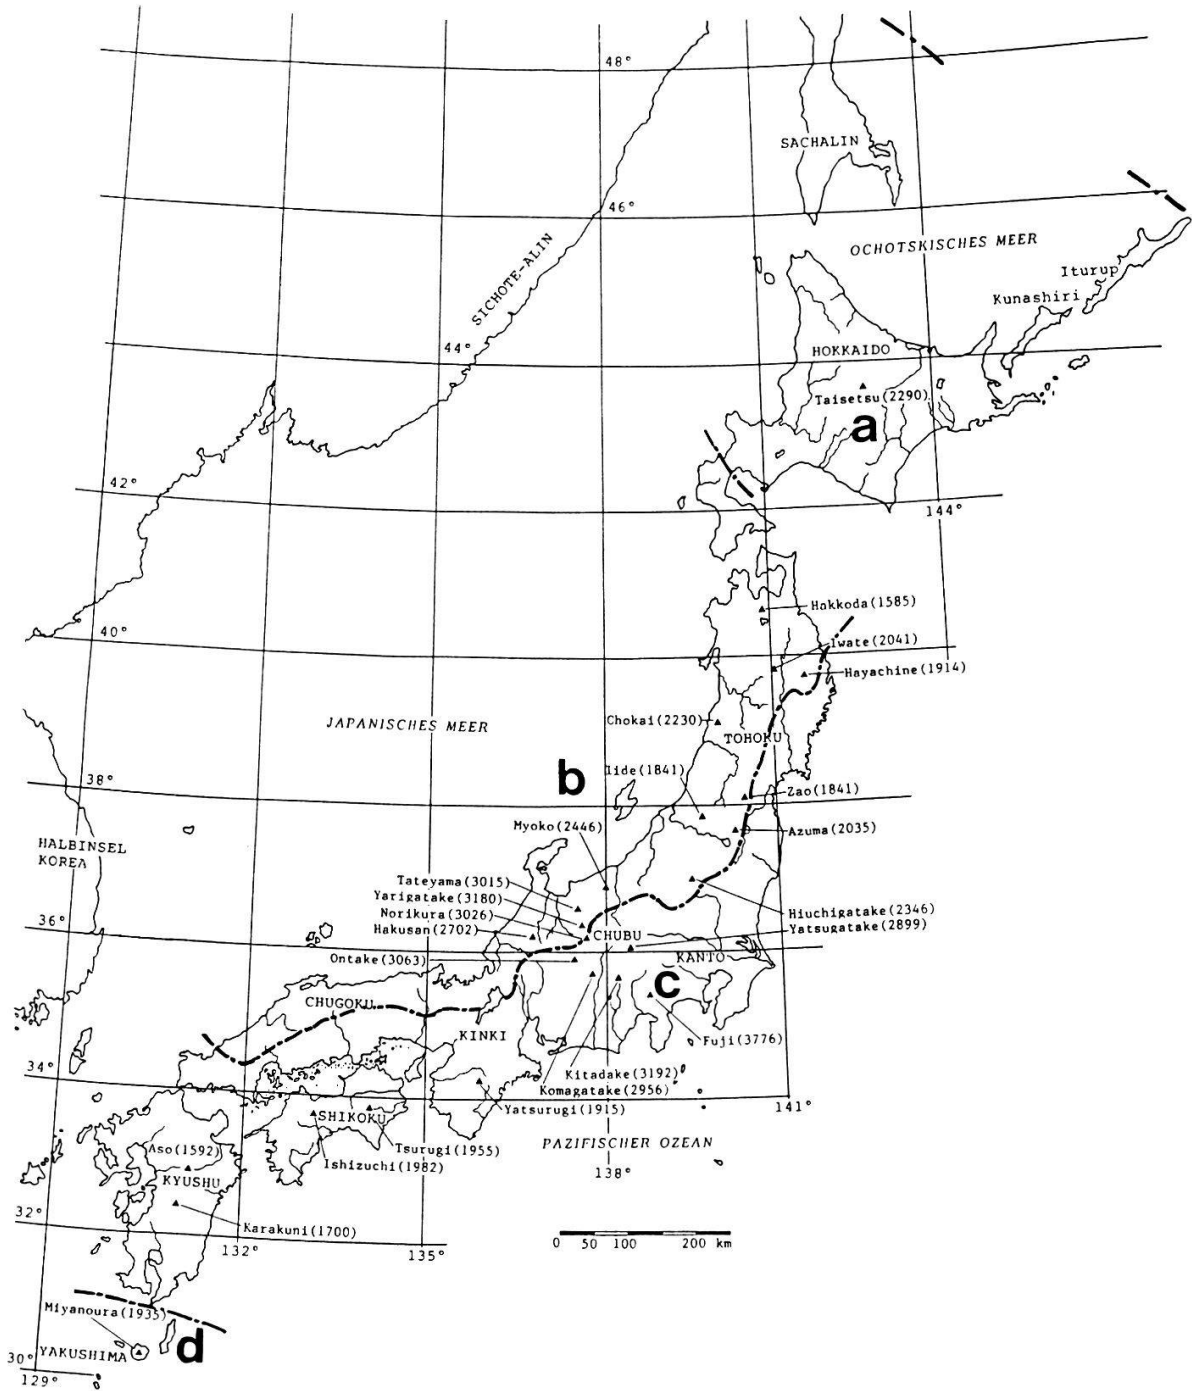 48°
SACHALIN
46°
OCHOTSKISCHES MEER
SICHOTE-ALIN
Iturup
Kunashiri
44°
HOKKAIDO
Taisetsu(2290)
a
42°
144°
Hokkoda(1585)
40°
Iwate(2041)
Hayachine(1914)
JAPANISCHES MEER
Chokai(2230)
TOHOKU
b
Iide(1841)
38°
Zao(1841)
Myoko(2446)
Azuma(2035)
HALBINSEL
KOREA
Tateyama(3015)
Yarigatake(3180)
Norikura(3026)
Hakusan(2702)
Hiuchigatake(2346)
Yatsugatake(2899)
36°
CHUBU
Ontake(3063)
KANTO
c
CHUGOKU
KINKI
Fuji(3776)
34°
Kitadake(3192)
Komagatake(2956)
Yatsurugi(1915)
141°
SHIKOKU
PAZIFISCHER OZEAN
Aso(1592)
Tsurugi(1955)
Ishizuchi(1982)
138°
KYUSHU
32°
Karakuni(1700)
132°
135°
0 50 100 200 km
Miyanoura(1935)
d
YAKUSHIMA
30°
129°